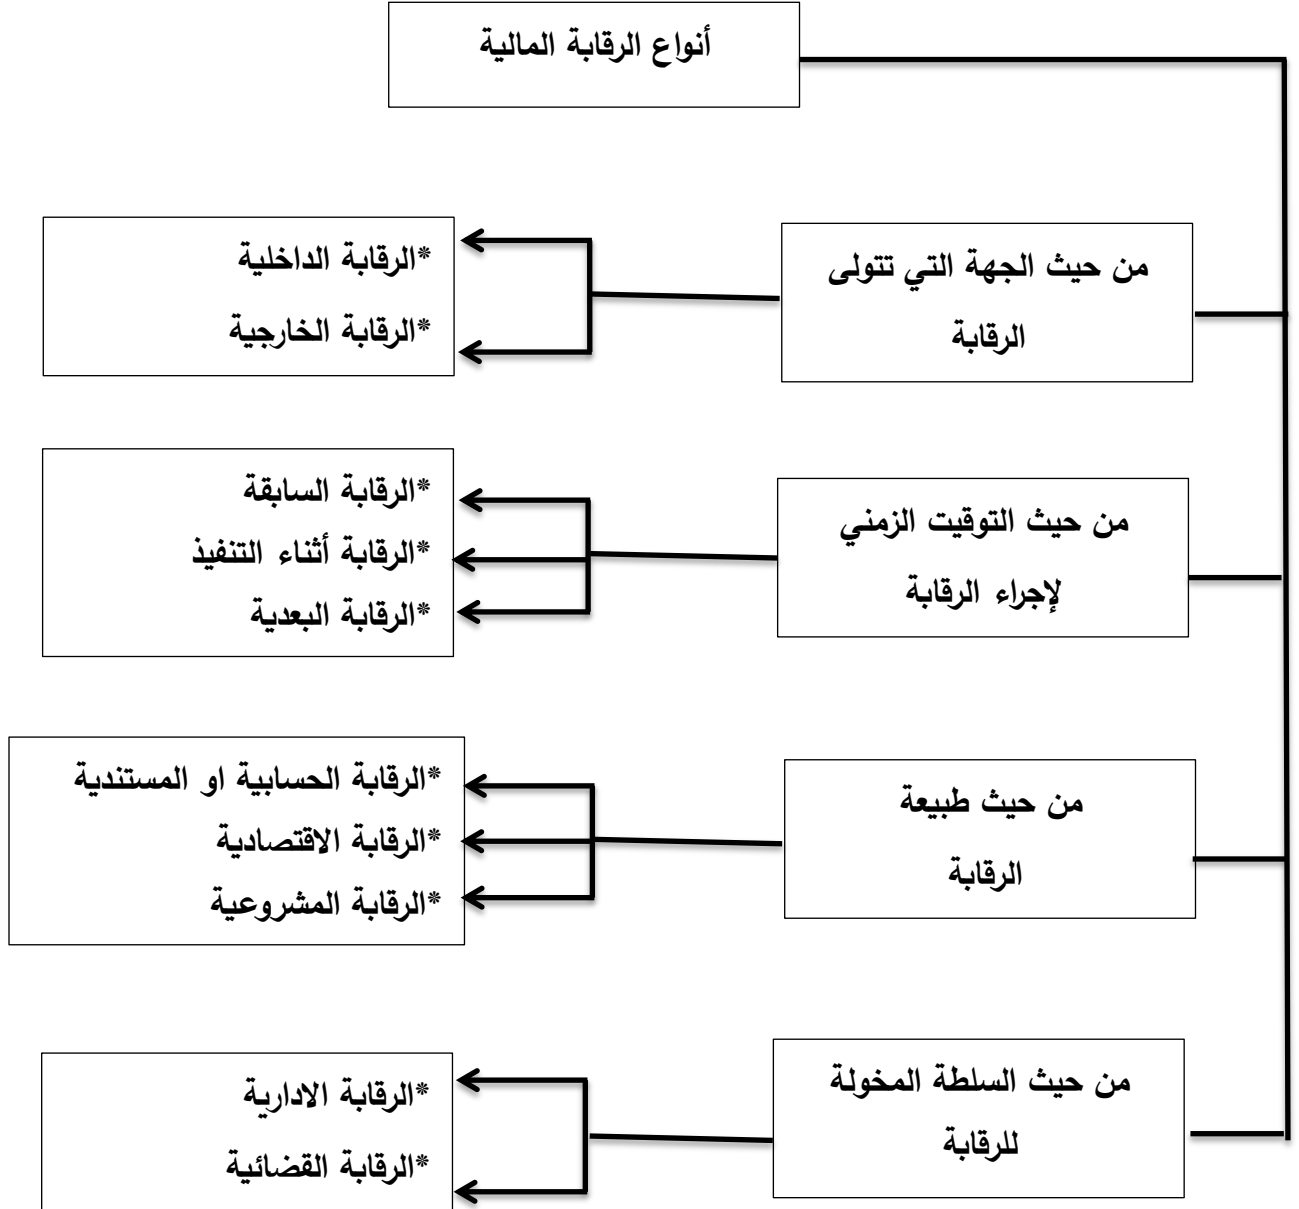 أنواع الرقابة المالية
من حيث الجهة التي تتولى
الرقابة
*الرقابة الداخلية
*الرقابة الخارجية
من حيث التوقيت الزمني
لإجراء الرقابة
*الرقابة السابقة
*الرقابة أثناء التنفيذ
*الرقابة البعدية
من حيث طبيعة
الرقابة
*الرقابة الحسابية او المستندية
*الرقابة الاقتصادية
*الرقابة المشروعية
من حيث السلطة المخولة
للرقابة
*الرقابة الادارية
*الرقابة القضائية